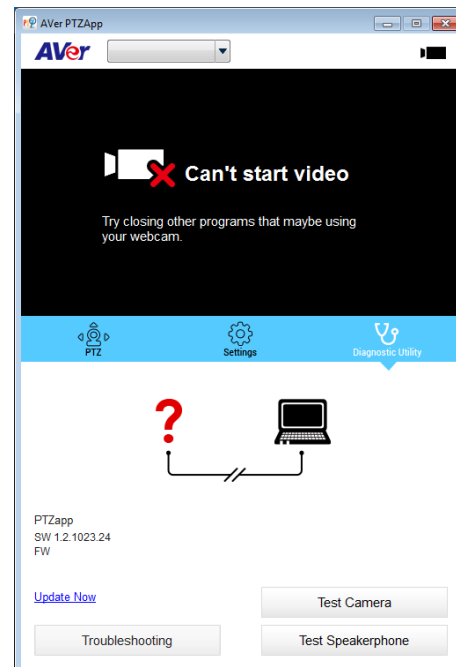 AVer PTZApp
AVer
Can't start video
Try closing other programs that maybe using
your webcam.
PTZ
Settings
Diagnostic Utility
?
PTZapp
SW 1.2.1023.24
FW
Update Now
Test Camera
Troubleshooting
Test Speakerphone